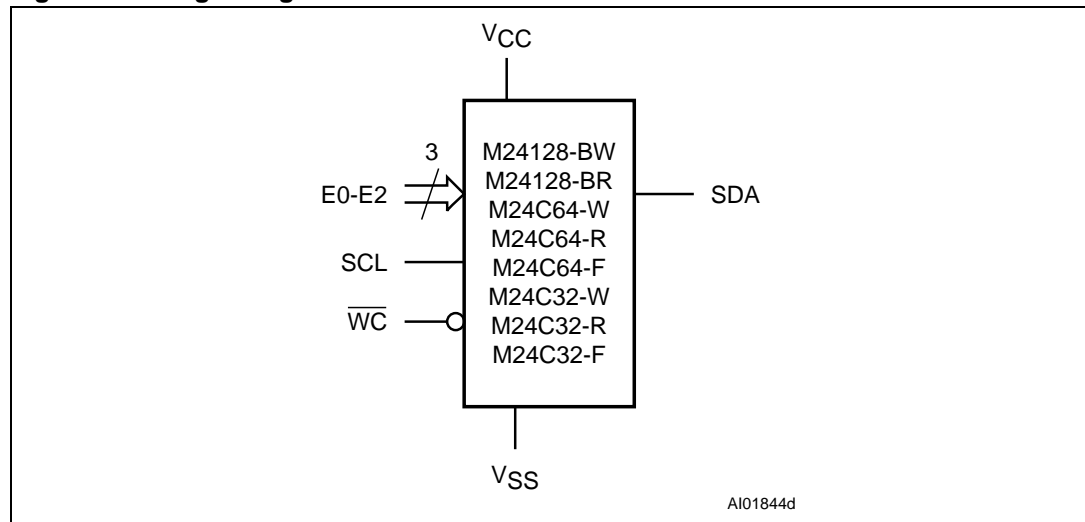 VCC
3
E0-E2
SCL
WC
M24128-BW
M24128-BR
M24C64-W
M24C64-R
M24C64-F
M24C32-W
M24C32-R
M24C32-F
SDA
VSS
AI01844d